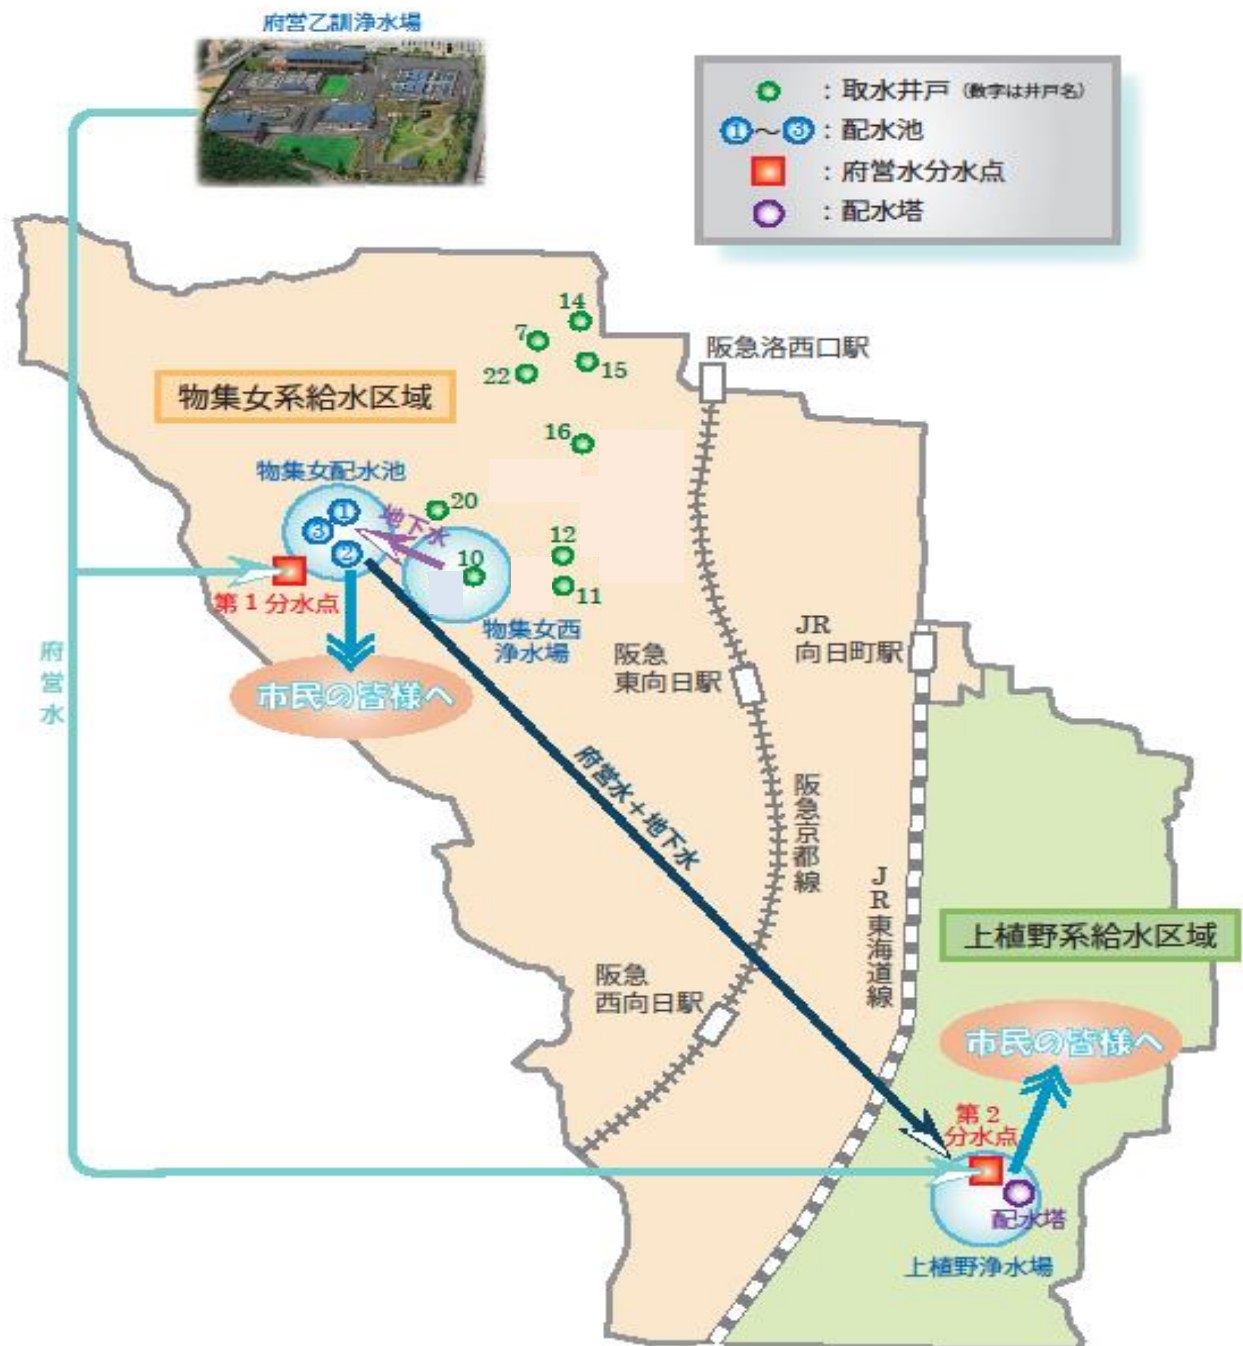 府営乙訓浄水場
：取水井戸（数字は井戸名）
①～③：配水池
：府営水分水点
：配水塔
14
7
15
22
阪急洛西口駅
物集女系給水区域
16
物集女配水池
①
③
②
地下水
20
12
10
11
第1分水点
物集女西
浄水場
府営水
市民の皆様へ
阪急
東向日駅
JR
向日町駅
府営水＋地下水
阪急京都線
JR東海道線
上植野系給水区域
阪急
西向日駅
市民の皆様へ
第2
分水点
配水塔
上植野浄水場